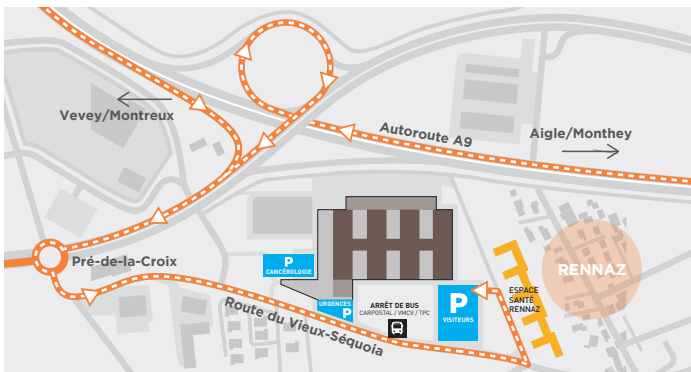 Vevey/Montreux
Autoroute A9
Aigle/Monthey
Pré-de-la-Croix
P
CANCÉROLOGIE
RENNAZ
URGENCES
P
ARRÊT DE BUS
CARPOSTAL / VMCV / TPC
P
VISITEURS
ESPACE
SANTÉ
RENNAZ
Route du Vieux-Séquoia